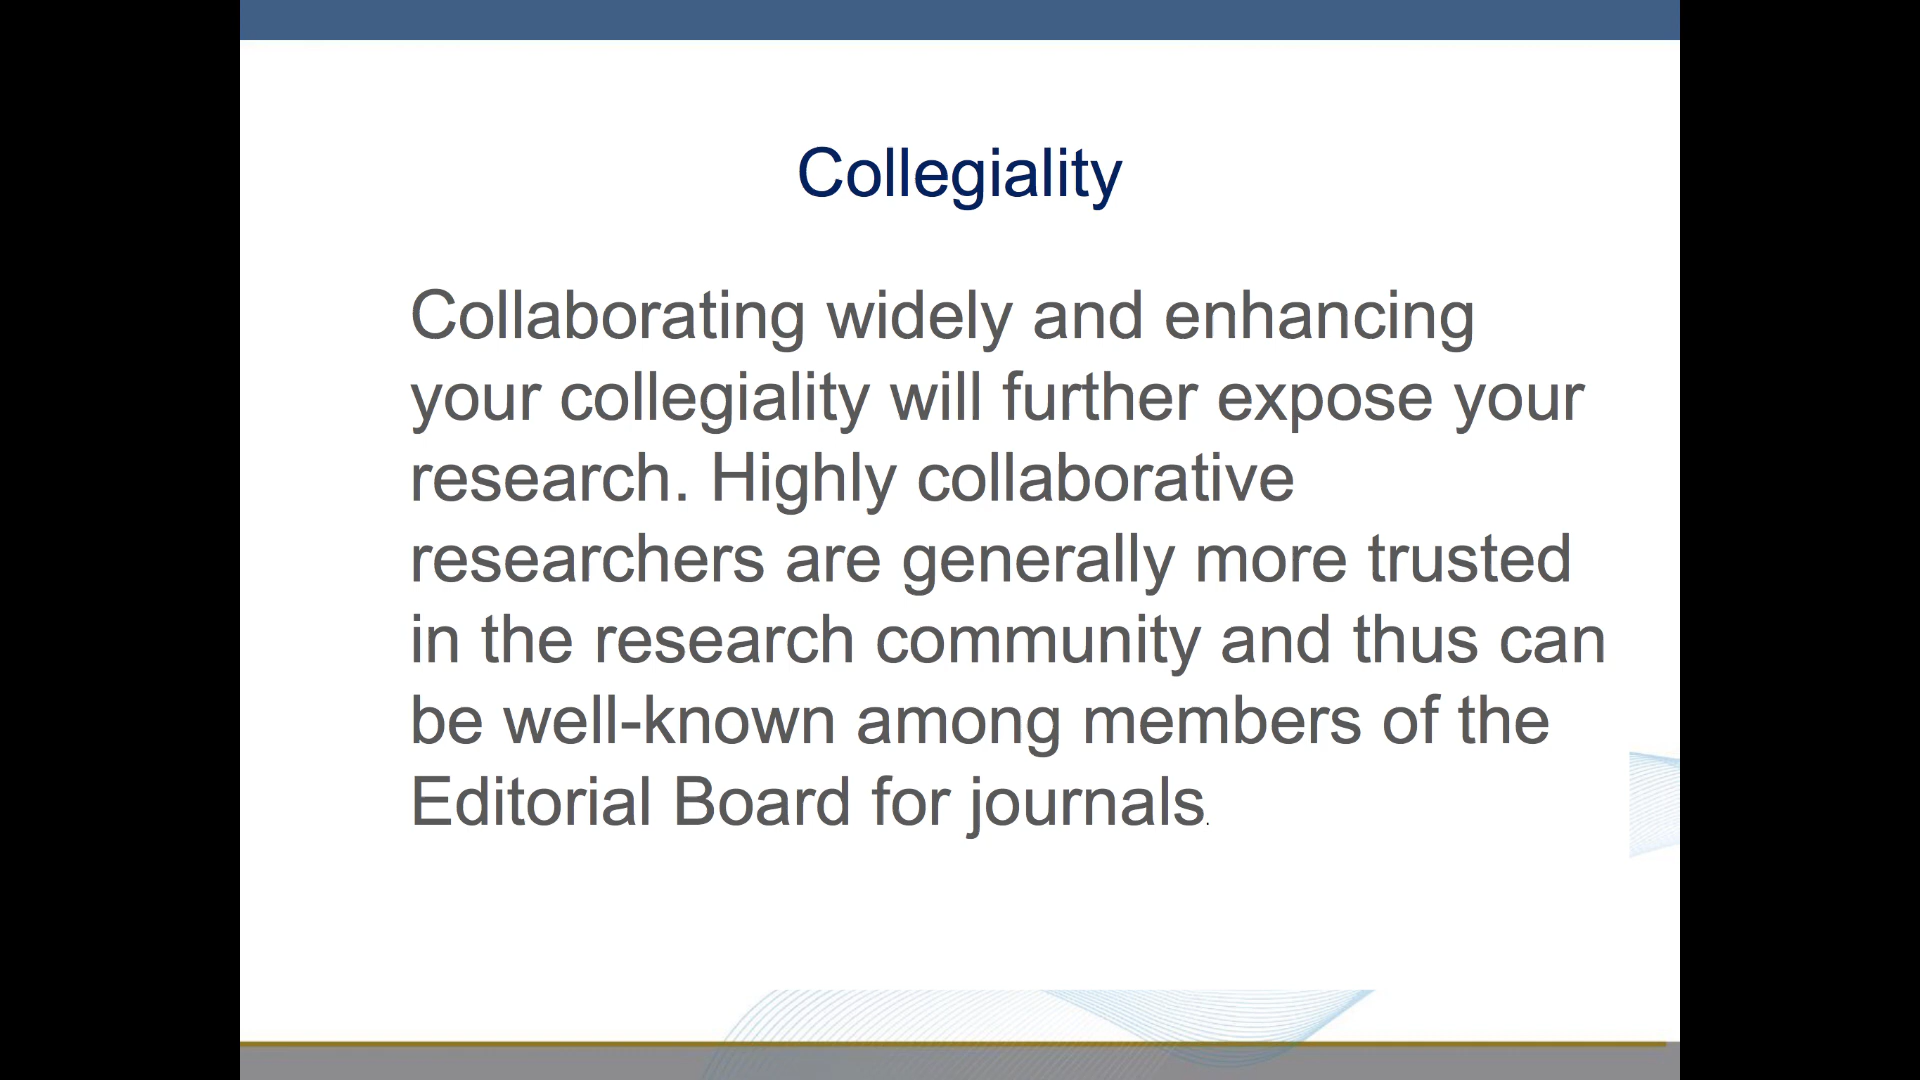 Collegiality
Collaborating widely and enhancing
your collegiality will further expose your
research. Highly collaborative
researchers are generally more trusted
in the research community and thus can
be well-known among members of the
Editorial Board for journals.